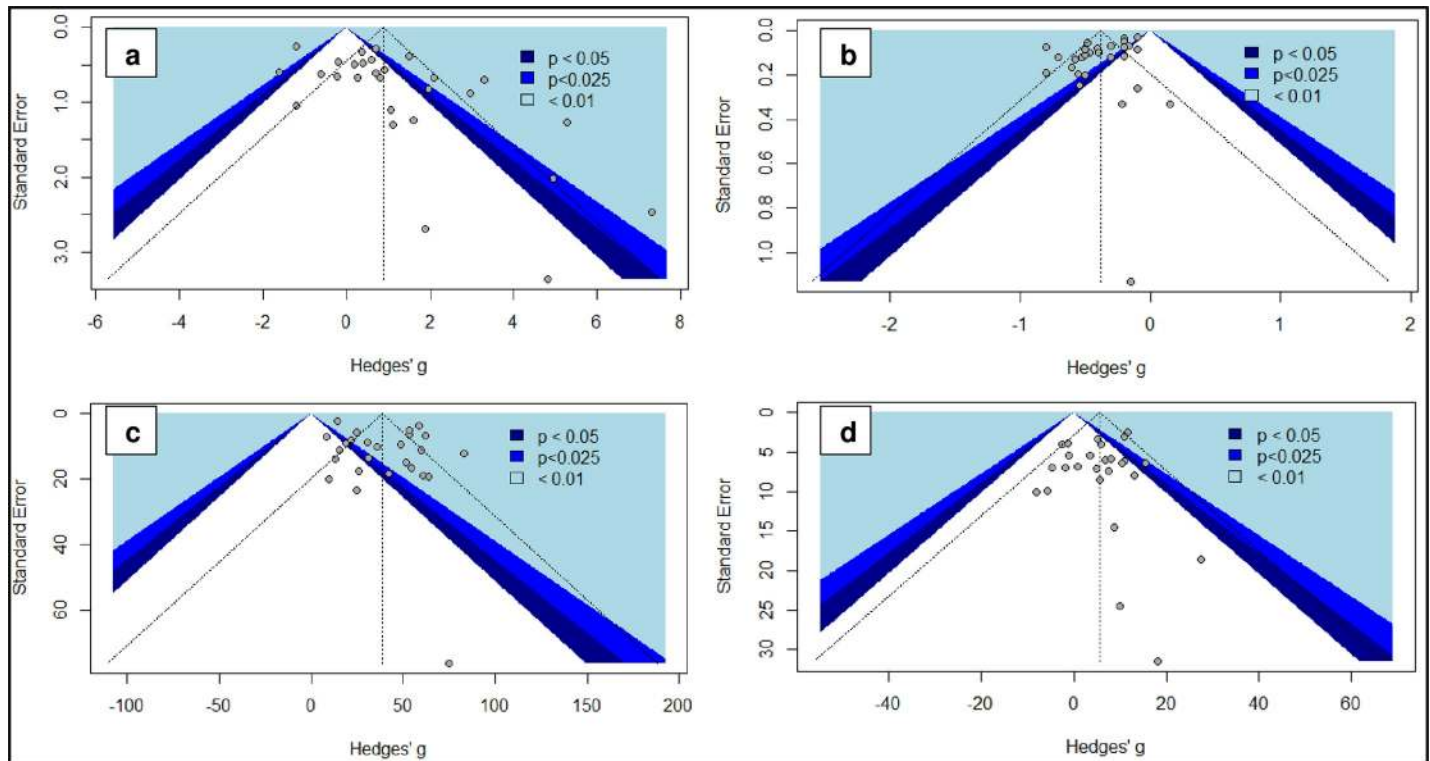 a
p < 0.05
p<0.025
< 0.01
Standard Error
0.0
1.0
2.0
3.0
-6 -4 -2 0 2 4 6 8
Hedges' g
b
p < 0.05
p<0.025
< 0.01
Standard Error
0.0
0.2
0.4
0.6
0.8
1.0
-2 -1 0 1 2
Hedges' g
c
p < 0.05
p<0.025
< 0.01
Standard Error
0
20
40
60
-100 -50 0 50 100 150 200
Hedges' g
d
p < 0.05
p<0.025
< 0.01
Standard Error
0
5
10
15
20
25
30
-40 -20 0 20 40 60
Hedges' g